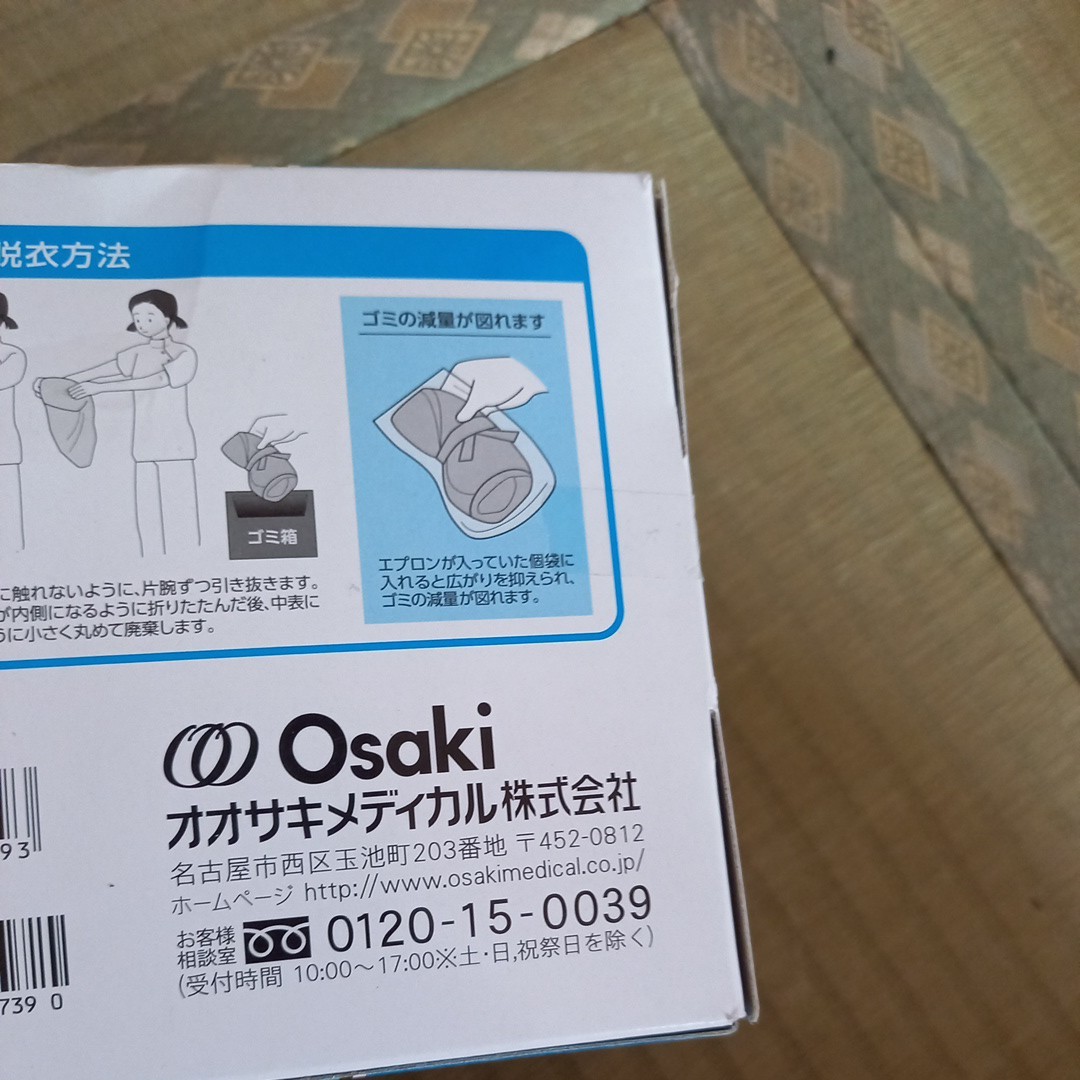 脱衣方法
ゴミの減量が図れます
ゴミ箱
エプロンが入っていた個袋に
入れると広がりを抑えられ、
ゴミの減量が図れます。
に触れないように、片腕ずつ引き抜きます。
が内側になるように折りたたんだ後、中表に
うに小さく丸めて廃棄します。
Osaki
オオサキメディカル株式会社
名古屋市西区玉池町203番地 〒452-0812
ホームページ http://www.osakimedical.co.jp/
お客様
相談室 0120-15-0039
(受付時間 10:00〜17:00※土・日,祝祭日を除く)
93
739 0